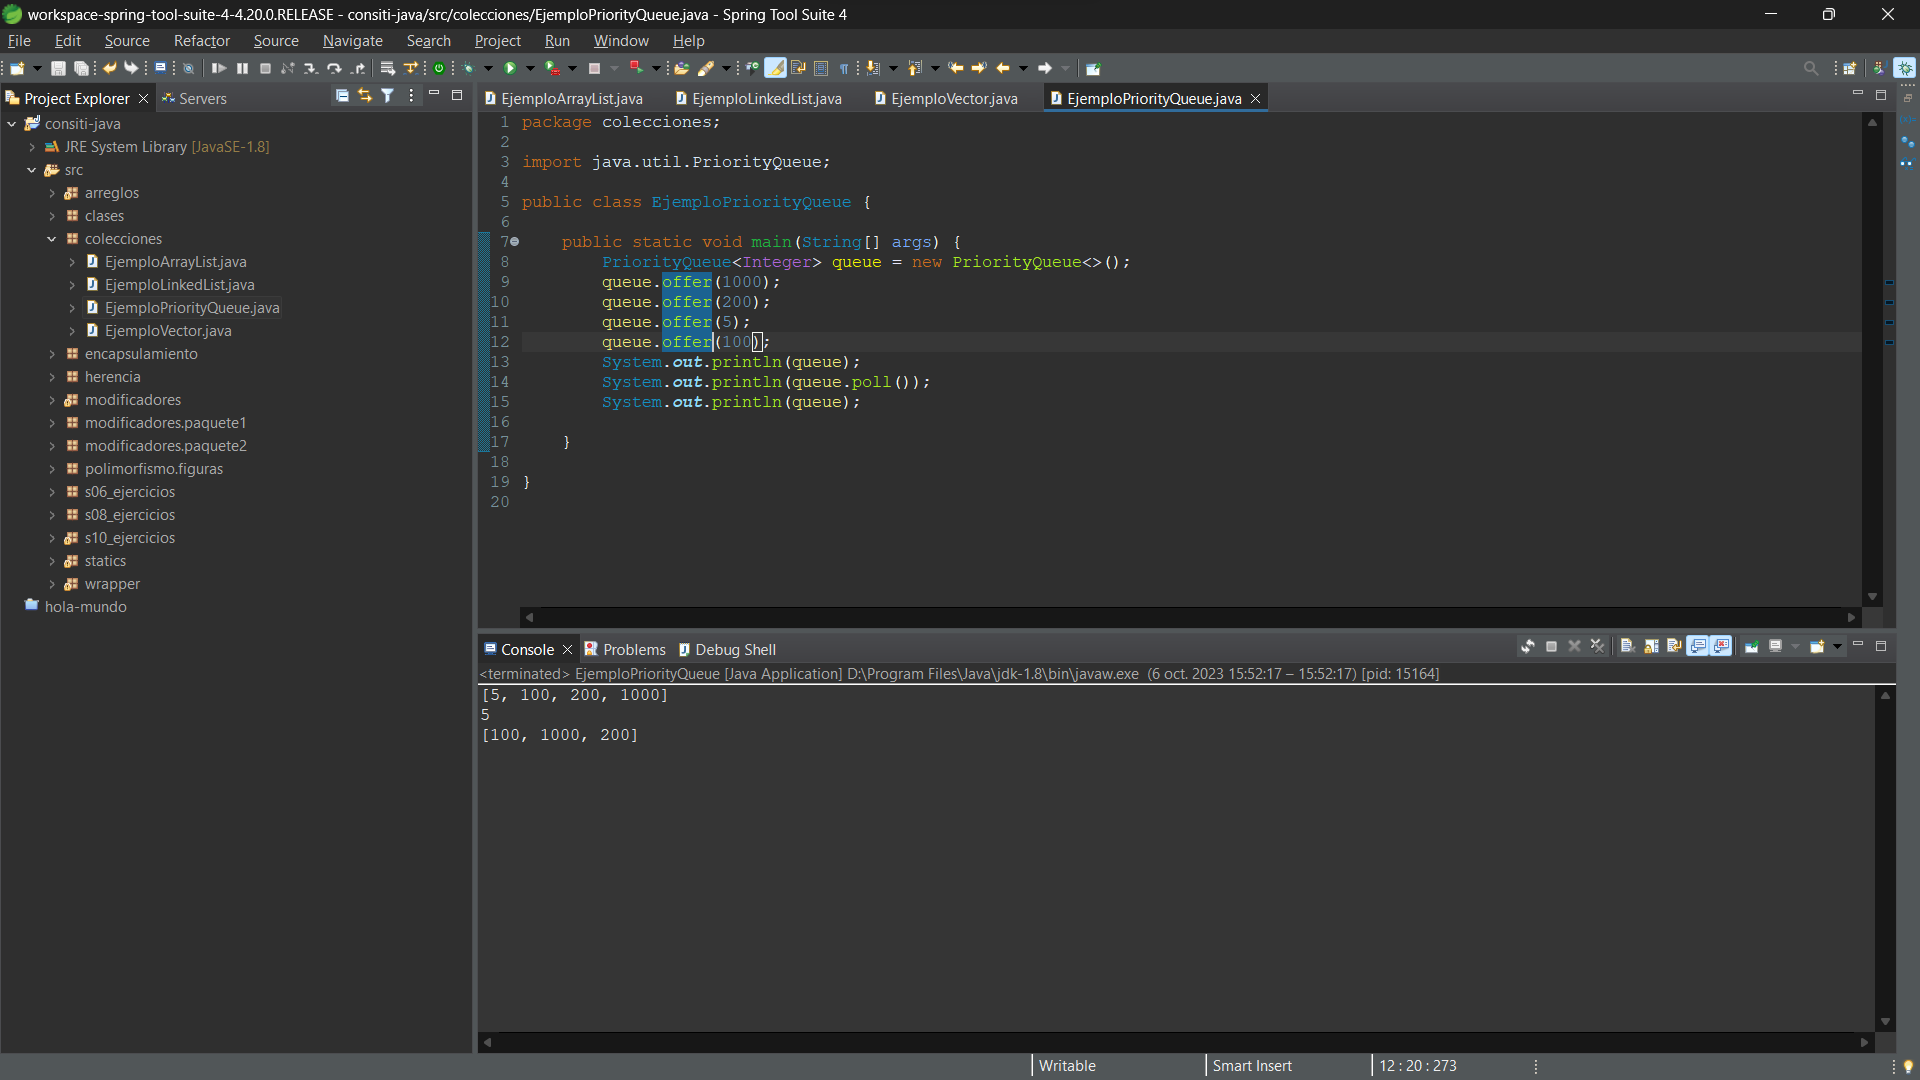 workspace-spring-tool-suite-4-4.20.0.RELEASE - consiti-java/src/colecciones/EjemploPriorityQueue.java - Spring Tool Suite 4
File Edit Source Refactor Source Navigate Search Project Run Window Help
Project Explorer Servers
consiti-java
JRE System Library [JavaSE-1.8]
src
arreglos
clases
colecciones
EjemploArrayList.java
EjemploLinkedList.java
EjemploPriorityQueue.java
EjemploVector.java
encapsulamiento
herencia
modificadores
modificadores.paquete1
modificadores.paquete2
polimorfismo.figuras
s06_ejercicios
s08_ejercicios
s10_ejercicios
statics
wrapper
hola-mundo
EjemploArrayList.java EjemploLinkedList.java EjemploVector.java EjemploPriorityQueue.java
1 package colecciones;
2
3 import java.util.PriorityQueue;
4
5 public class EjemploPriorityQueue {
6
7 public static void main(String[] args) {
8 PriorityQueue<Integer> queue = new PriorityQueue<>();
9 queue.offer(1000);
10 queue.offer(200);
11 queue.offer(5);
12 queue.offer(100);
13 System.out.println(queue);
14 System.out.println(queue.poll());
15 System.out.println(queue);
16
17 }
18
19 }
20
Console Problems Debug Shell
<terminated> EjemploPriorityQueue [Java Application] D:\Program Files\Java\jdk-1.8\bin\javaw.exe (6 oct. 2023 15:52:17 – 15:52:17) [pid: 15164]
[5, 100, 200, 1000]
5
[100, 1000, 200]
Writable Smart Insert 12 : 20 : 273